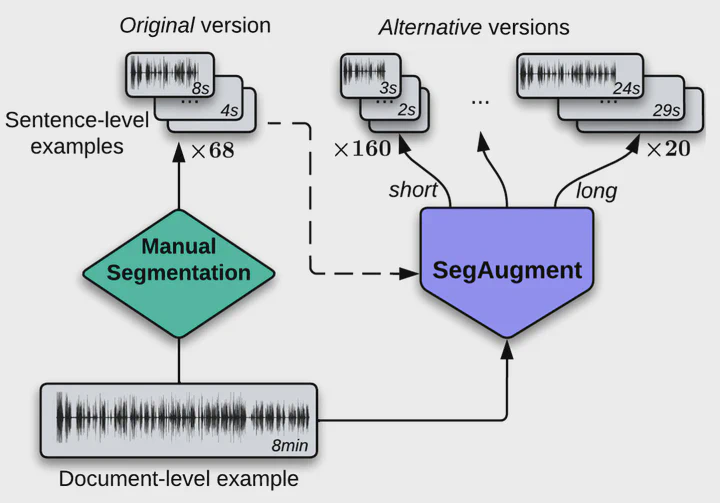 Original version
Alternative versions
8s
...
4s
3s
...
2s
...
24s
...
29s
Sentence-level
examples
×68
×160
×20
short
long
Manual
Segmentation
SegAugment
8min
Document-level example